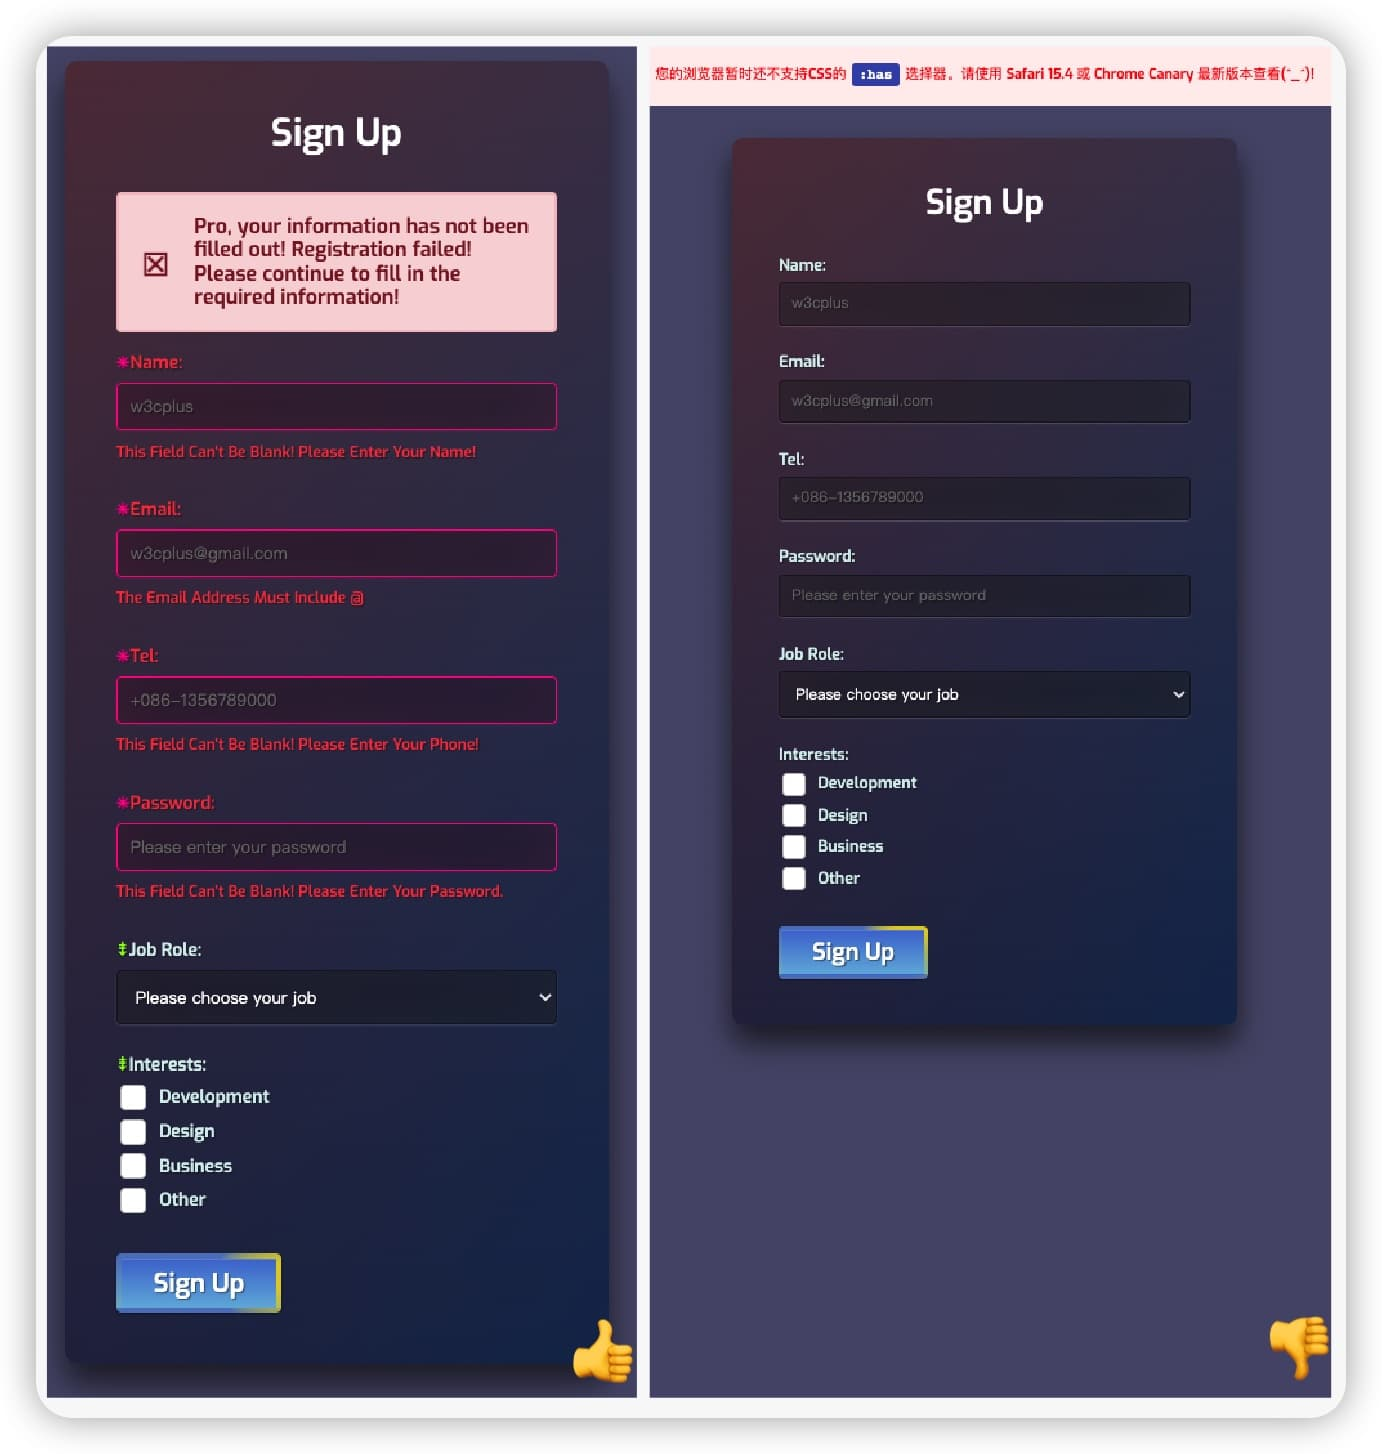 Sign Up
Pro, your information has not been
filled out! Registration failed!
Please continue to fill in the
required information!
✳Name:
w3cplus
This Field Can't Be Blank! Please Enter Your Name!
✳Email:
w3cplus@gmail.com
The Email Address Must Include @
✳Tel:
+086-1356789000
This Field Can't Be Blank! Please Enter Your Phone!
✳Password:
Please enter your password
This Field Can't Be Blank! Please Enter Your Password.
Job Role:
Please choose your job
Interests:
Development
Design
Business
Other
Sign Up
您的浏览器暂时还不支持CSS的 :has 选择器。请使用 Safari 15.4 或 Chrome Canary 最新版本查看(^_^)!
Sign Up
Name:
w3cplus
Email:
w3cplus@gmail.com
Tel:
+086-1356789000
Password:
Please enter your password
Job Role:
Please choose your job
Interests:
Development
Design
Business
Other
Sign Up